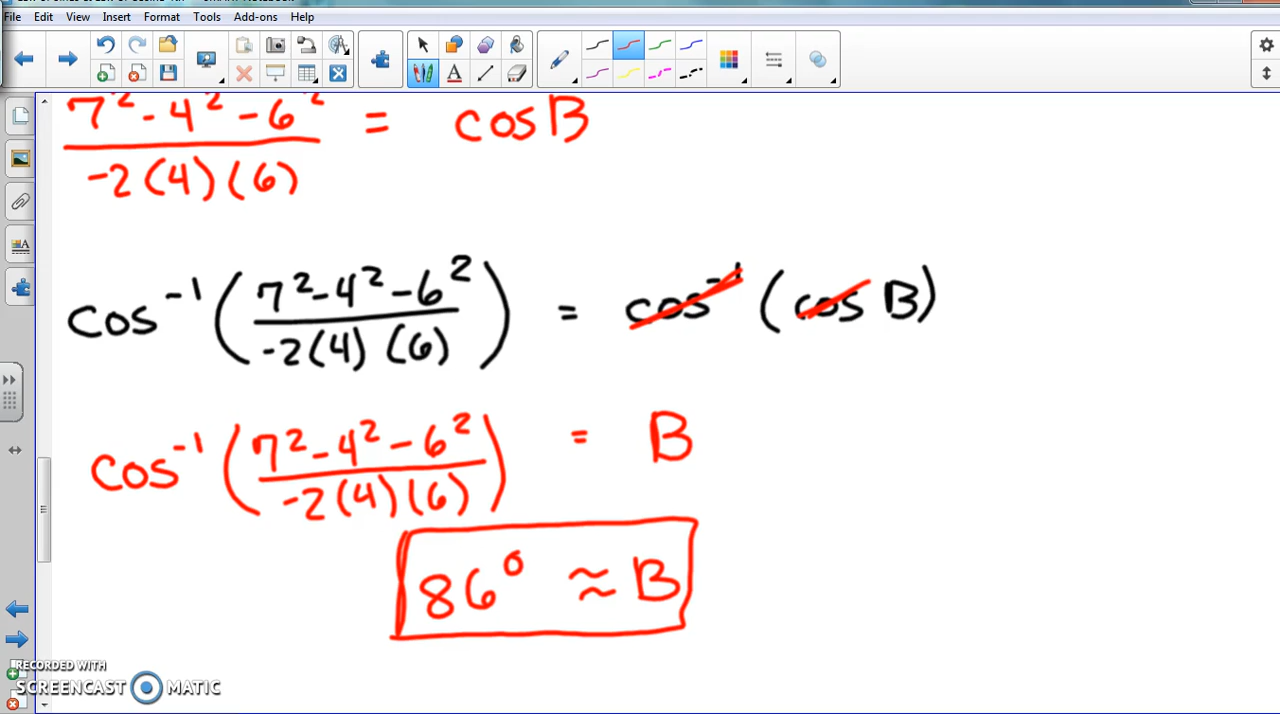 File Edit View Insert Format Tools Add-ons Help
7² - 4² - 6² / -2(4)(6) = cosB
cos⁻¹(7² - 4² - 6² / -2(4)(6)) = cos⁻¹(cos B)
cos⁻¹(7² - 4² - 6² / -2(4)(6)) = B
86° ≈ B
RECORDED WITH
SCREENCAST MATIC